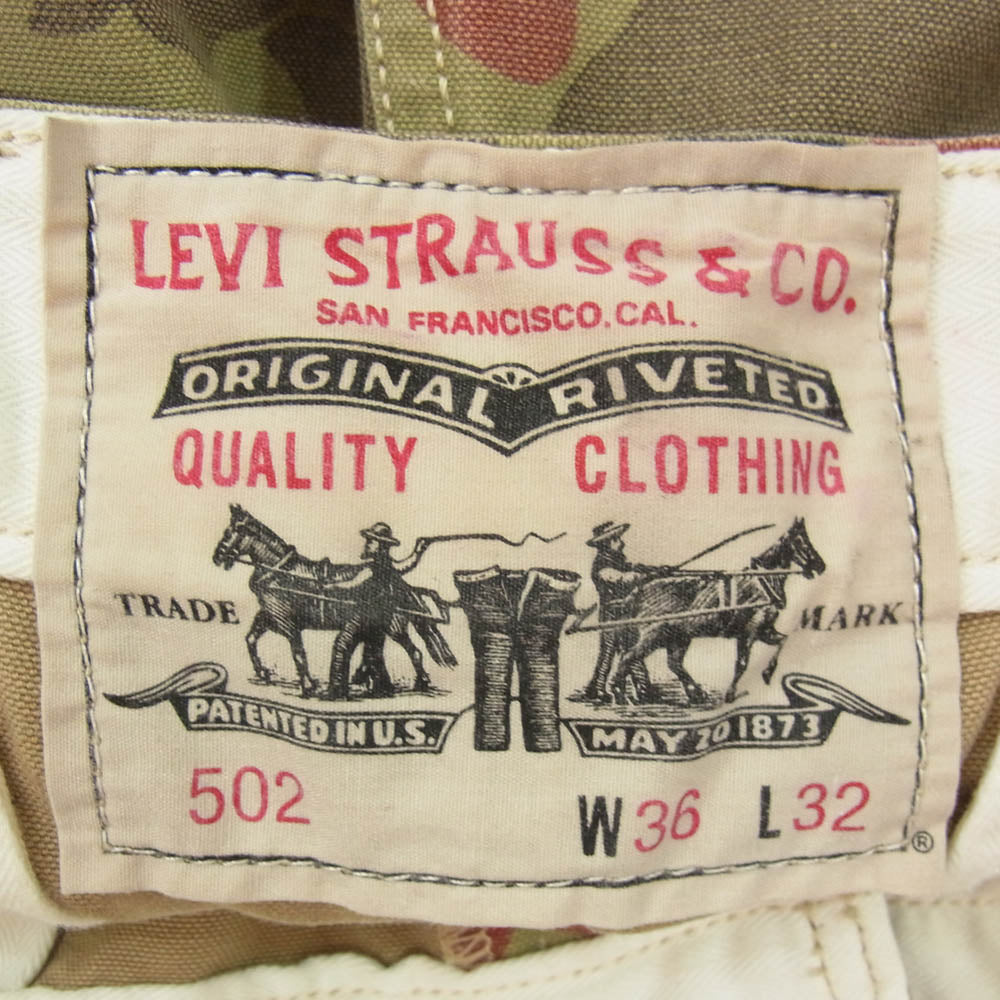 LEVI STRAUSS & CO.
SAN FRANCISCO, CAL.
ORIGINAL RIVETED
QUALITY CLOTHING
TRADE MARK
PATENTED IN U.S. MAY 20 1873
502 W36 L32 ®